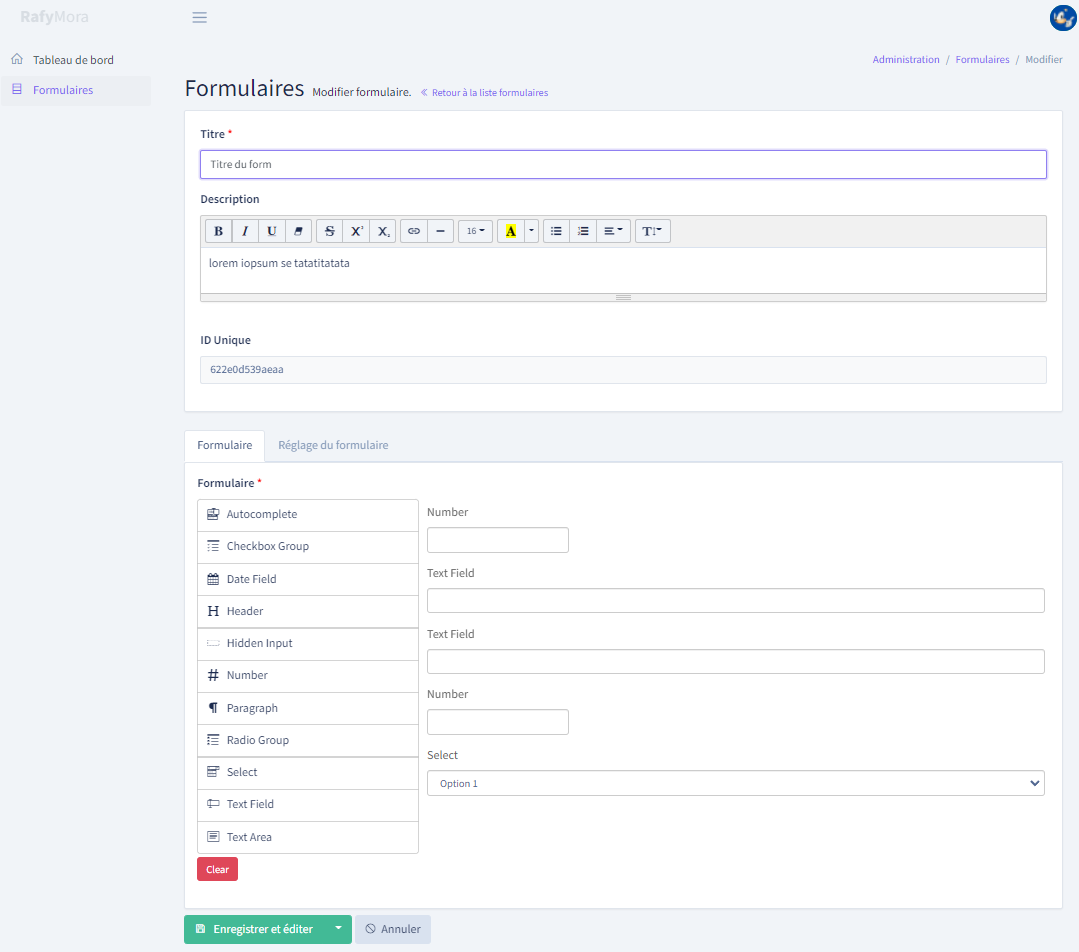 RafyMora
Tableau de bord
Formulaires
Administration / Formulaires / Modifier
Formulaires Modifier formulaire. « Retour à la liste formulaires
Titre *
Titre du form
Description
B I U S X¹ X₁ 16 A T
lorem iopsum se tatatitatata
ID Unique
622e0d539aeaa
Formulaire Réglage du formulaire
Formulaire *
Autocomplete
Checkbox Group
Date Field
Header
Hidden Input
Number
Paragraph
Radio Group
Select
Text Field
Text Area
Clear
Number
Text Field
Text Field
Number
Select
Option 1
Enregistrer et éditer Annuler